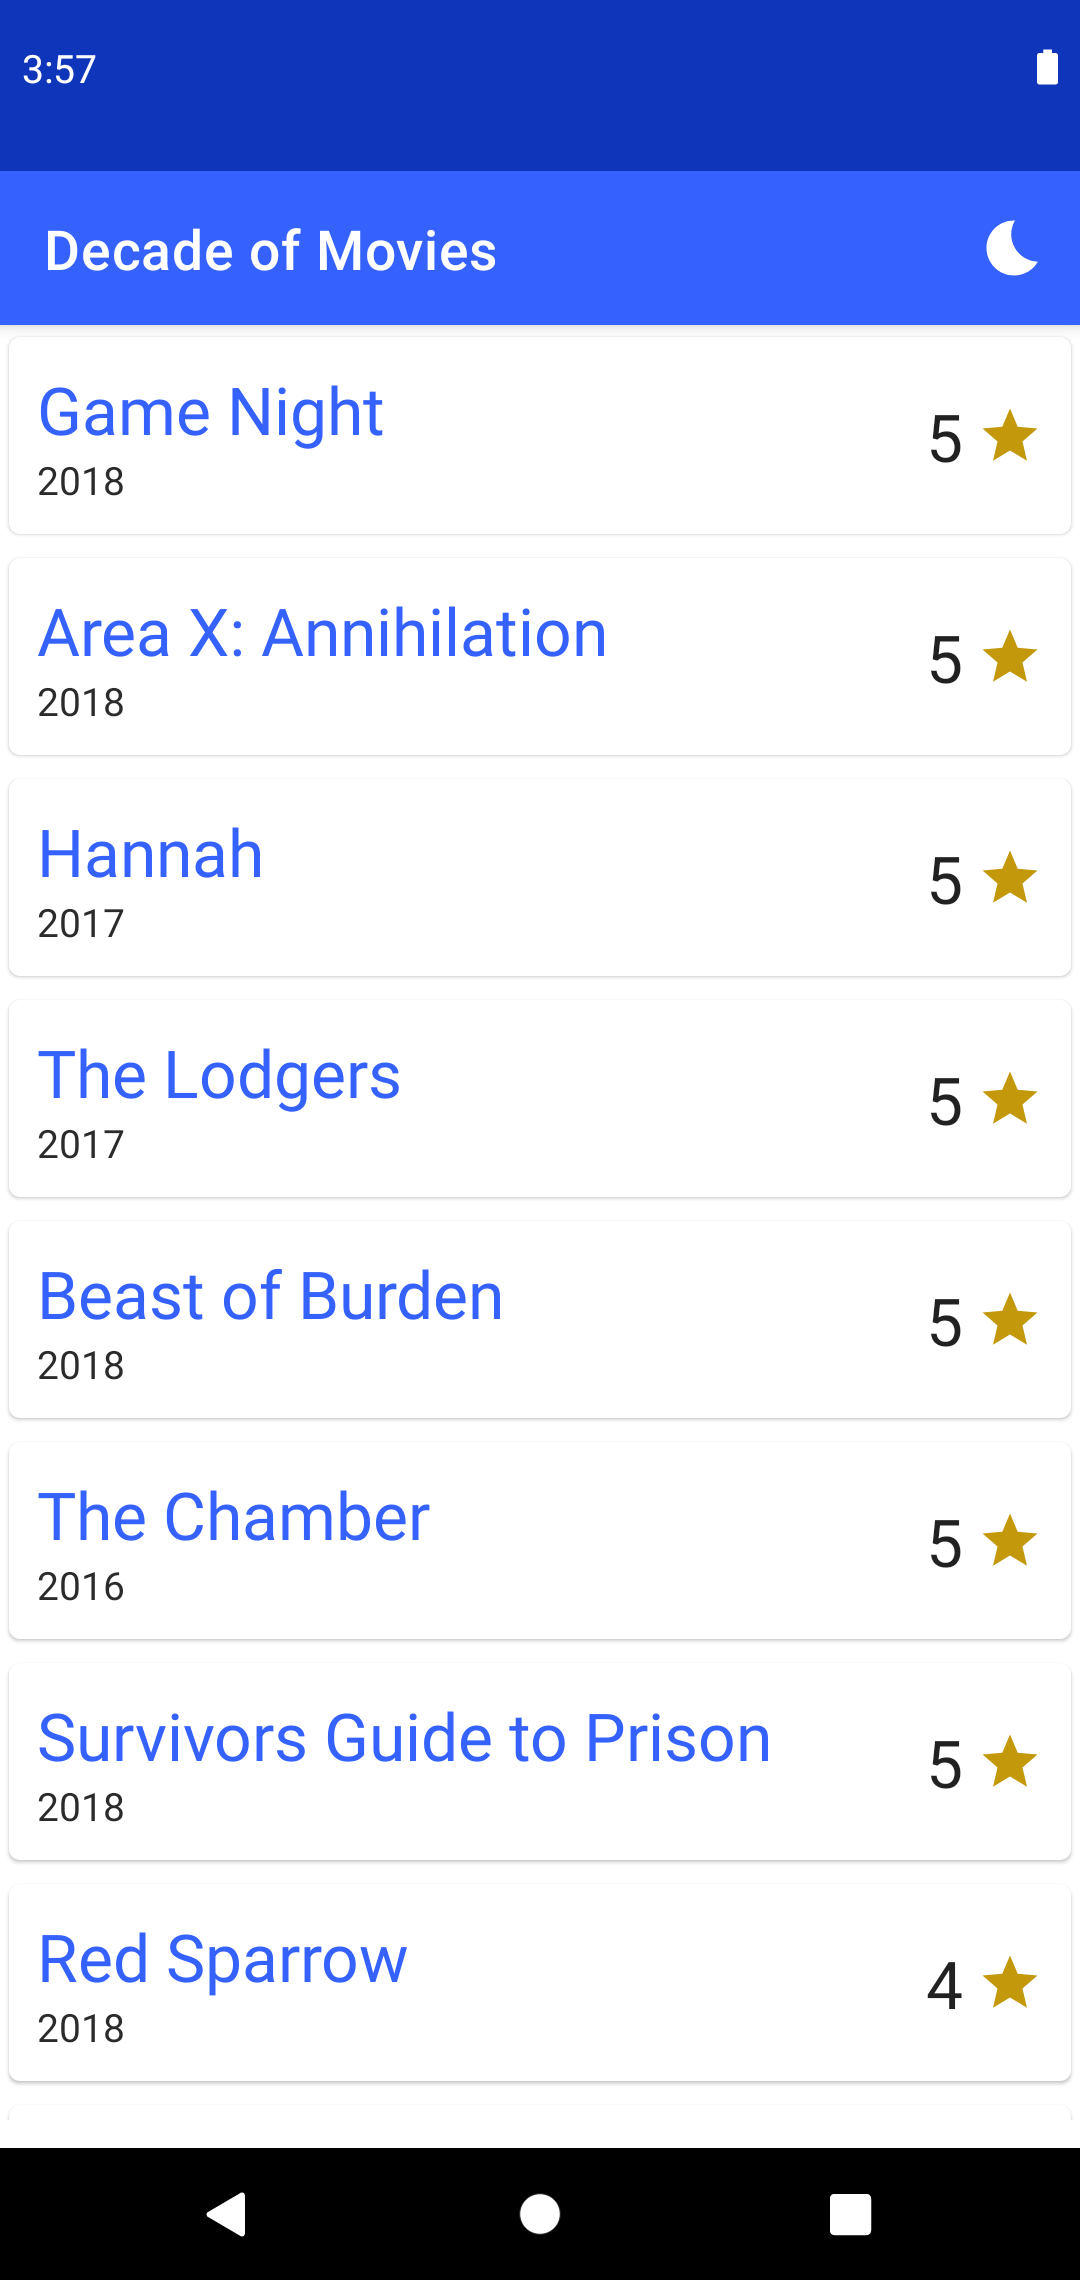 3:57
Decade of Movies
Game Night
2018
5
Area X: Annihilation
2018
5
Hannah
2017
5
The Lodgers
2017
5
Beast of Burden
2018
5
The Chamber
2016
5
Survivors Guide to Prison
2018
5
Red Sparrow
2018
4